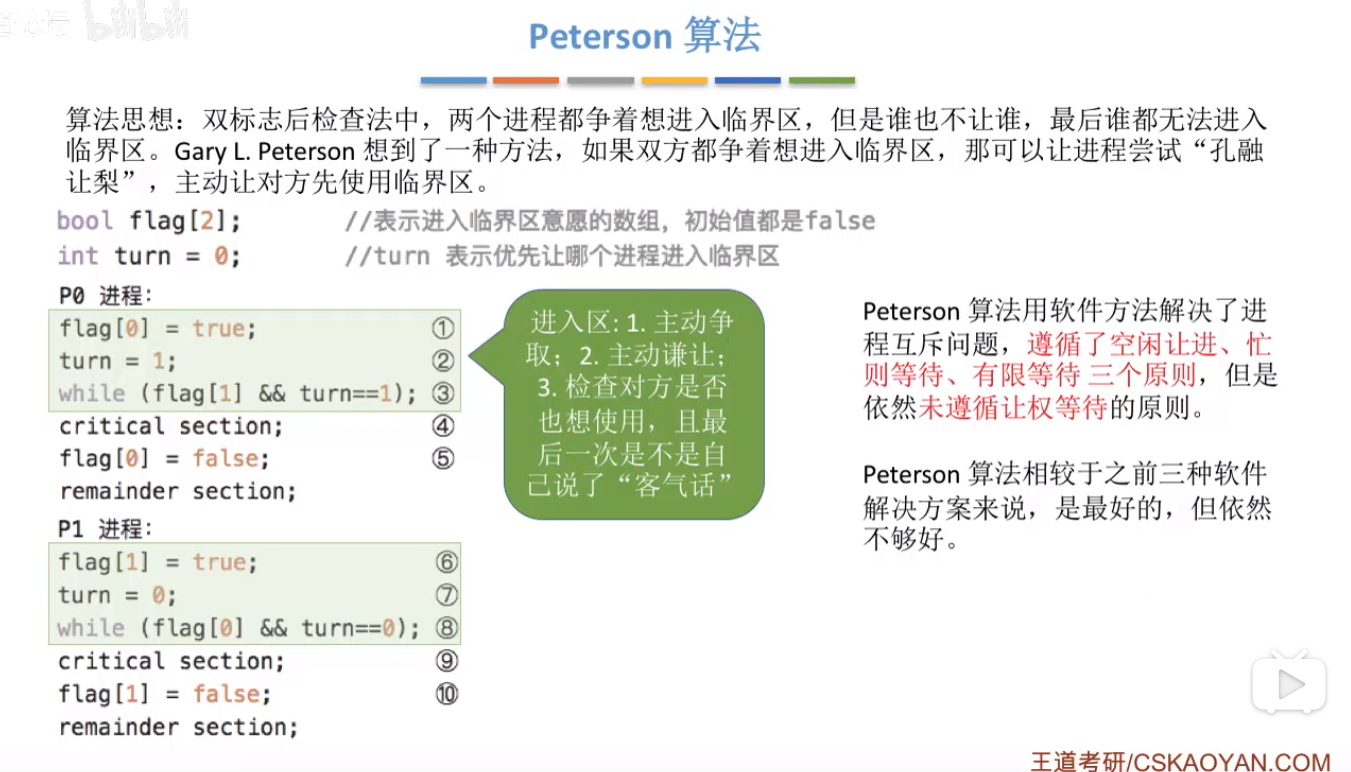 bilibili
Peterson 算法
算法思想：双标志后检查法中，两个进程都争着想进入临界区，但是谁也不让谁，最后谁都无法进入
临界区。Gary L. Peterson 想到了一种方法，如果双方都争着想进入临界区，那可以让进程尝试“孔融
让梨”，主动让对方先使用临界区。
bool flag[2]; //表示进入临界区意愿的数组，初始值都是false
int turn = 0; //turn 表示优先让哪个进程进入临界区
P0 进程：
flag[0] = true; ①
turn = 1; ②
while (flag[1] && turn==1); ③
critical section; ④
flag[0] = false; ⑤
remainder section;
P1 进程：
flag[1] = true; ⑥
turn = 0; ⑦
while (flag[0] && turn==0); ⑧
critical section; ⑨
flag[1] = false; ⑩
remainder section;
进入区: 1. 主动争
取；2. 主动谦让；
3. 检查对方是否
也想使用，且最
后一次是不是自
己说了“客气话”
Peterson 算法用软件方法解决了进
程互斥问题，遵循了空闲让进、忙
则等待、有限等待 三个原则，但是
依然未遵循让权等待的原则。
Peterson 算法相较于之前三种软件
解决方案来说，是最好的，但依然
不够好。
王道考研/CSKAOYAN.COM